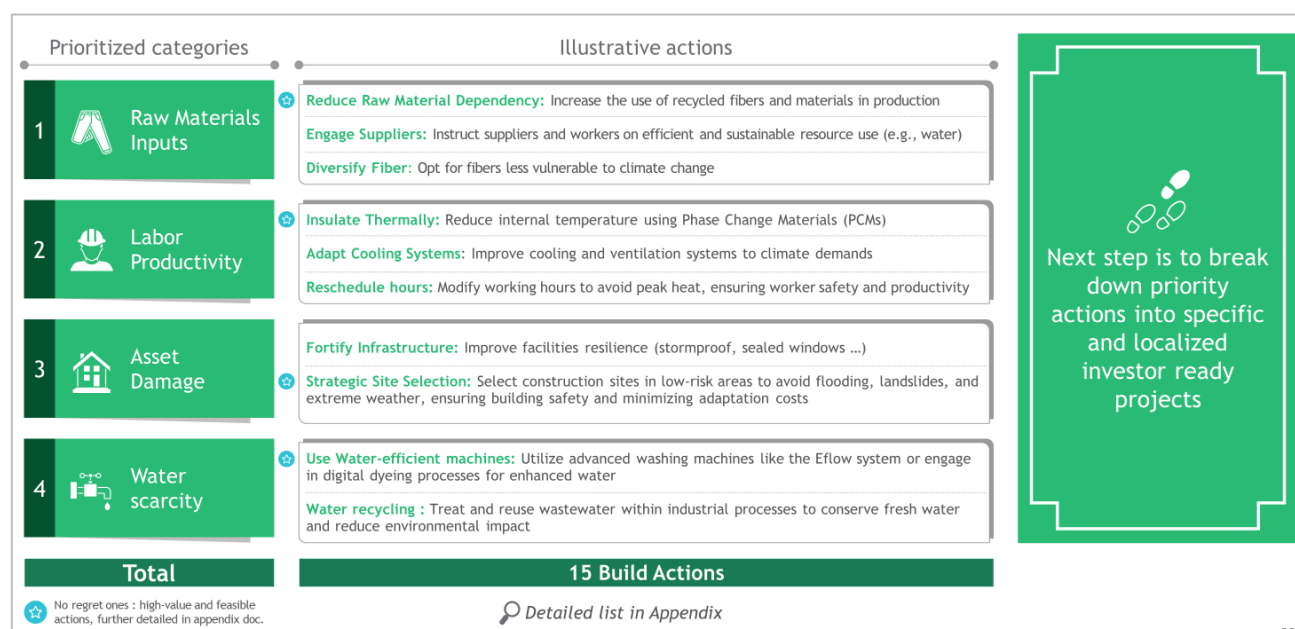 Prioritized categories
Illustrative actions
1
Raw Materials
Inputs
Reduce Raw Material Dependency: Increase the use of recycled fibers and materials in production
Engage Suppliers: Instruct suppliers and workers on efficient and sustainable resource use (e.g., water)
Diversify Fiber: Opt for fibers less vulnerable to climate change
2
Labor
Productivity
Insulate Thermally: Reduce internal temperature using Phase Change Materials (PCMs)
Adapt Cooling Systems: Improve cooling and ventilation systems to climate demands
Reschedule hours: Modify working hours to avoid peak heat, ensuring worker safety and productivity
3
Asset
Damage
Fortify Infrastructure: Improve facilities resilience (stormproof, sealed windows …)
Strategic Site Selection: Select construction sites in low-risk areas to avoid flooding, landslides, and
extreme weather, ensuring building safety and minimizing adaptation costs
4
Water
scarcity
Use Water-efficient machines: Utilize advanced washing machines like the Eflow system or engage
in digital dyeing processes for enhanced water
Water recycling : Treat and reuse wastewater within industrial processes to conserve fresh water
and reduce environmental impact
Total
15 Build Actions
No regret ones : high-value and feasible
actions, further detailed in appendix doc.
Detailed list in Appendix
Next step is to break
down priority
actions into specific
and localized
investor ready
projects